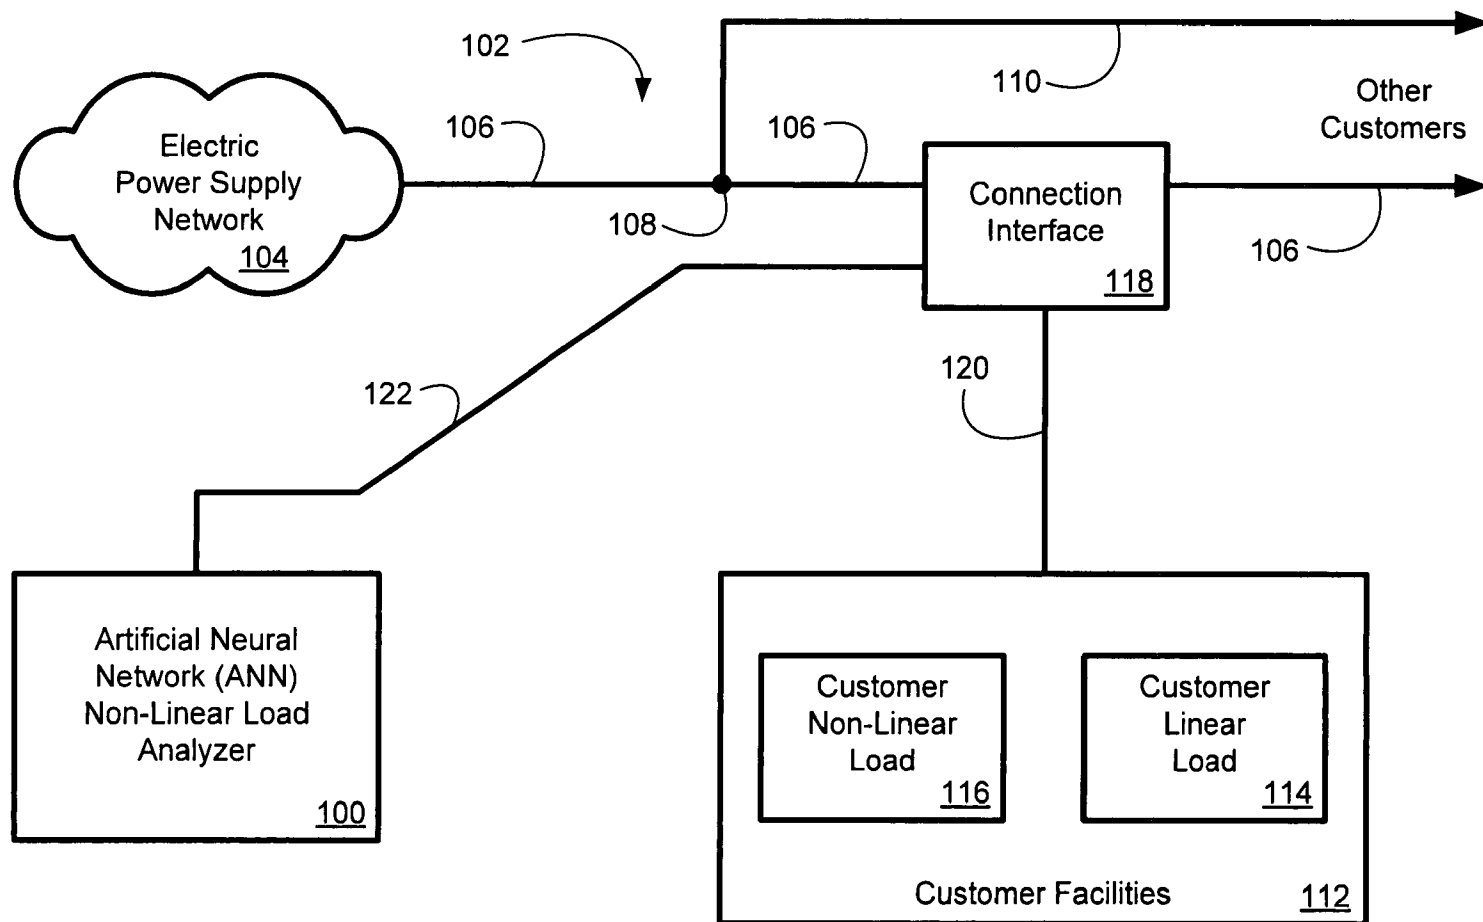 102
110
Other
Customers
106
106
Electric
Power Supply
Network
104
108
Connection
Interface
118
106
122
120
Artificial Neural
Network (ANN)
Non-Linear Load
Analyzer
100
Customer
Non-Linear
Load
116
Customer
Linear
Load
114
Customer Facilities
112